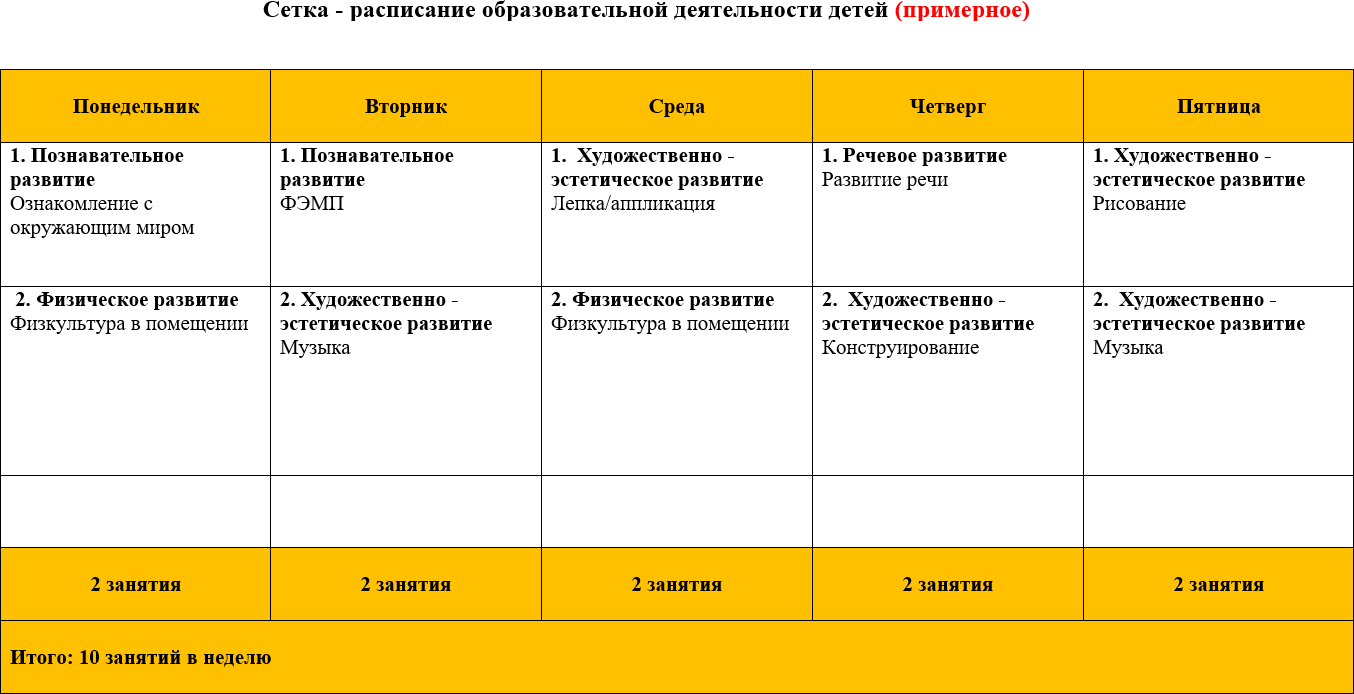 Сетка - расписание образовательной деятельности детей (примерное)
Понедельник
Вторник
Среда
Четверг
Пятница
1. Познавательное
развитие
Ознакомление с
окружающим миром
1. Познавательное
развитие
ФЭМП
1. Художественно -
эстетическое развитие
Лепка/аппликация
1. Речевое развитие
Развитие речи
1. Художественно -
эстетическое развитие
Рисование
2. Физическое развитие
Физкультура в помещении
2. Художественно -
эстетическое развитие
Музыка
2. Физическое развитие
Физкультура в помещении
2. Художественно -
эстетическое развитие
Конструирование
2. Художественно -
эстетическое развитие
Музыка
2 занятия
2 занятия
2 занятия
2 занятия
2 занятия
Итого: 10 занятий в неделю